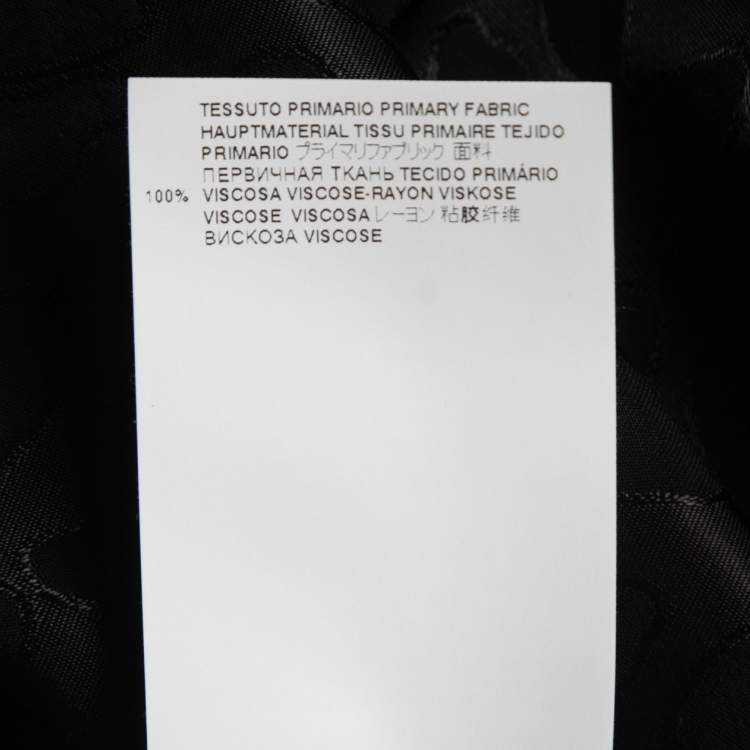 TESSUTO PRIMARIO PRIMARY FABRIC
HAUPTMATERIAL TISSU PRIMAIRE TEJIDO
PRIMARIO プライマリファブリック 面料
ПЕРВИЧНАЯ ТКАНЬ TECIDO PRIMÁRIO
100% VISCOSA VISCOSE-RAYON VISKOSE
VISCOSE VISCOSA レーヨン 粘胶纤维
ВИСКОЗА VISCOSE